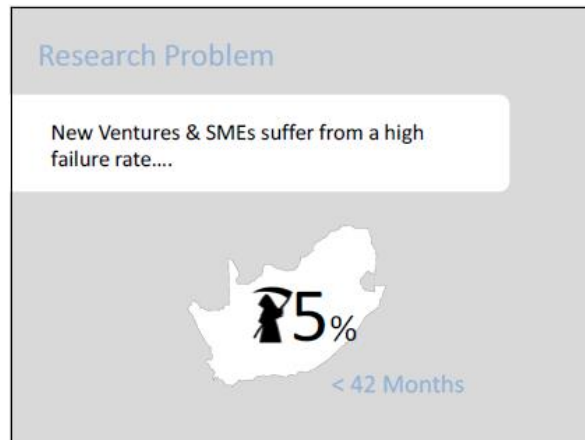 Research Problem
New Ventures & SMEs suffer from a high
failure rate....
5%
< 42 Months